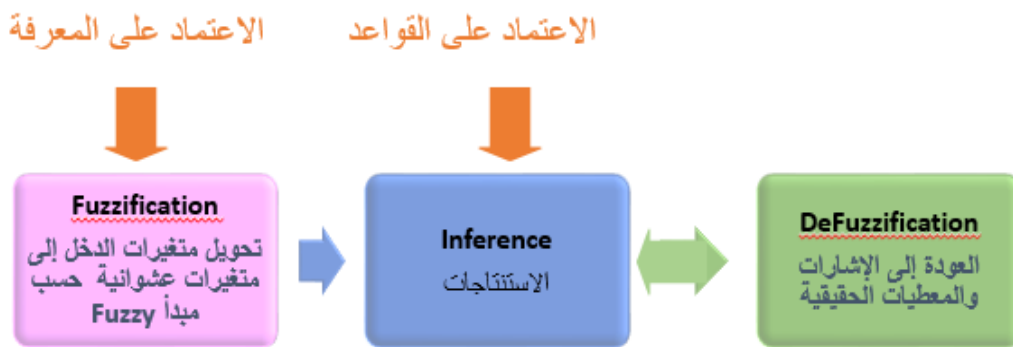 الاعتماد على المعرفة
الاعتماد على القواعد
Fuzzification
تحويل متغيرات الدخل إلى
متغيرات عشوانية حسب
مبدأ Fuzzy
Inference
الاستنتاجات
DeFuzzification
العودة إلى الإشارات
والمعطيات الحقيقية